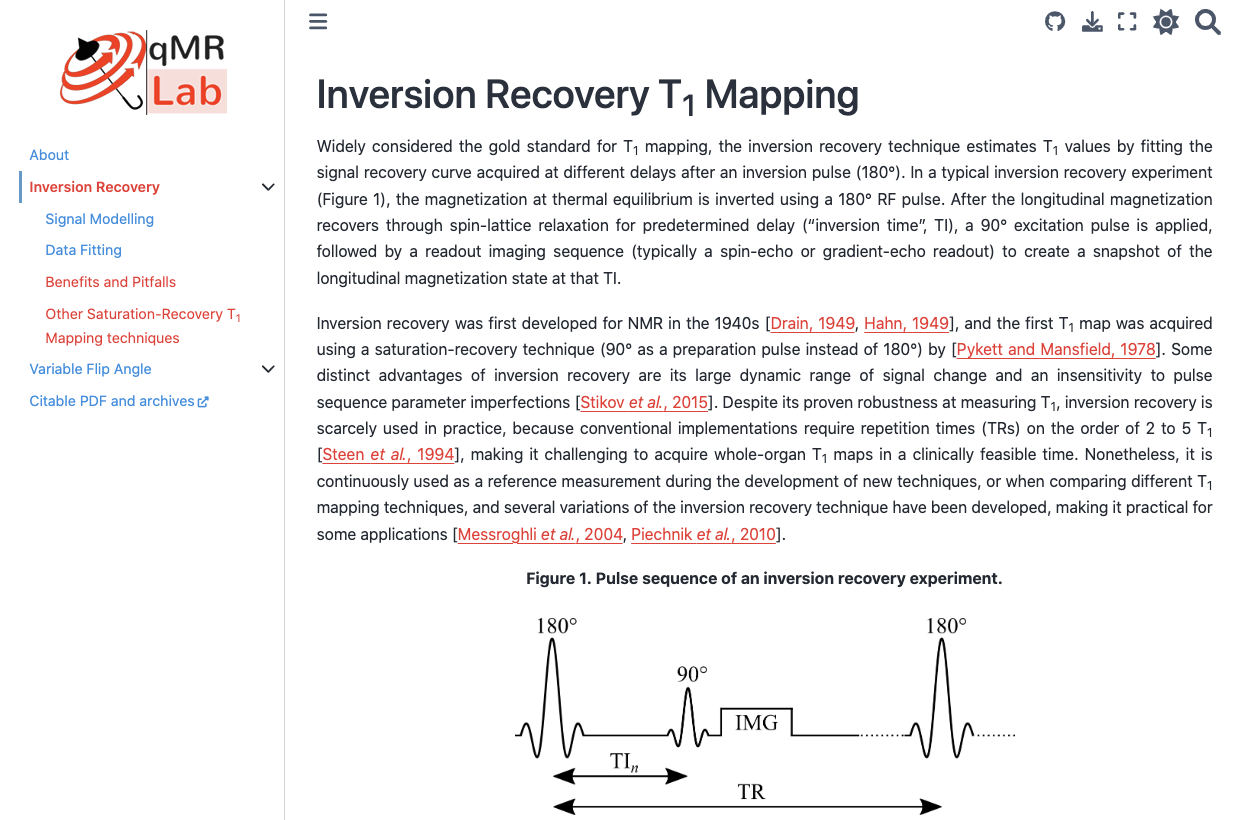 qMR
Lab
About
Inversion Recovery
Signal Modelling
Data Fitting
Benefits and Pitfalls
Other Saturation-Recovery T1
Mapping techniques
Variable Flip Angle
Citable PDF and archives
Inversion Recovery T1 Mapping
Widely considered the gold standard for T1 mapping, the inversion recovery technique estimates T1 values by fitting the
signal recovery curve acquired at different delays after an inversion pulse (180°). In a typical inversion recovery experiment
(Figure 1), the magnetization at thermal equilibrium is inverted using a 180° RF pulse. After the longitudinal magnetization
recovers through spin-lattice relaxation for predetermined delay (“inversion time”, TI), a 90° excitation pulse is applied,
followed by a readout imaging sequence (typically a spin-echo or gradient-echo readout) to create a snapshot of the
longitudinal magnetization state at that TI.
Inversion recovery was first developed for NMR in the 1940s [Drain, 1949, Hahn, 1949], and the first T1 map was acquired
using a saturation-recovery technique (90° as a preparation pulse instead of 180°) by [Pykett and Mansfield, 1978]. Some
distinct advantages of inversion recovery are its large dynamic range of signal change and an insensitivity to pulse
sequence parameter imperfections [Stikov et al., 2015]. Despite its proven robustness at measuring T1, inversion recovery is
scarcely used in practice, because conventional implementations require repetition times (TRs) on the order of 2 to 5 T1
[Steen et al., 1994], making it challenging to acquire whole-organ T1 maps in a clinically feasible time. Nonetheless, it is
continuously used as a reference measurement during the development of new techniques, or when comparing different T1
mapping techniques, and several variations of the inversion recovery technique have been developed, making it practical for
some applications [Messroghli et al., 2004, Piechnik et al., 2010].
Figure 1. Pulse sequence of an inversion recovery experiment.
180°
180°
90°
IMG
TIn
TR